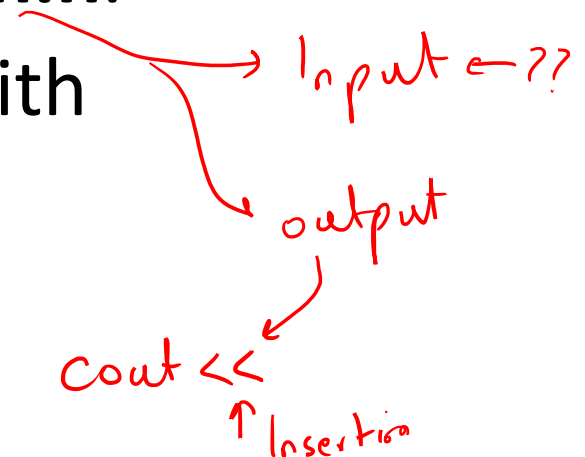 ith
Input ← ??
output
cout <<
↑ Insertion